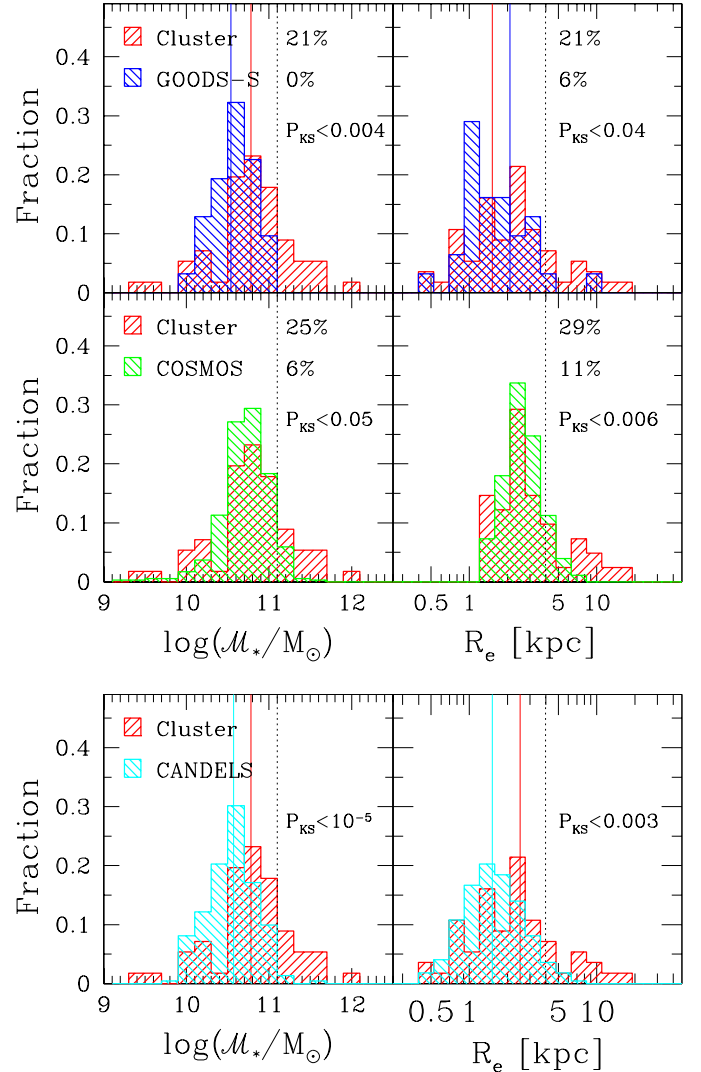 Cluster 21% 21%
GOODS-S 0% 6%
P_KS<0.004 P_KS<0.04
Fraction
0.4
0.3
0.2
0.1
0
Cluster 25% 29%
COSMOS 6% 11%
P_KS<0.05 P_KS<0.006
Fraction
0.4
0.3
0.2
0.1
0
9 10 11 12 0.5 1 5 10
log(ℳ_*/M_⊙) R_e [kpc]
Cluster
CANDELS
P_KS<10^-5 P_KS<0.003
Fraction
0.4
0.3
0.2
0.1
0
9 10 11 12 0.5 1 5 10
log(ℳ_*/M_⊙) R_e [kpc]